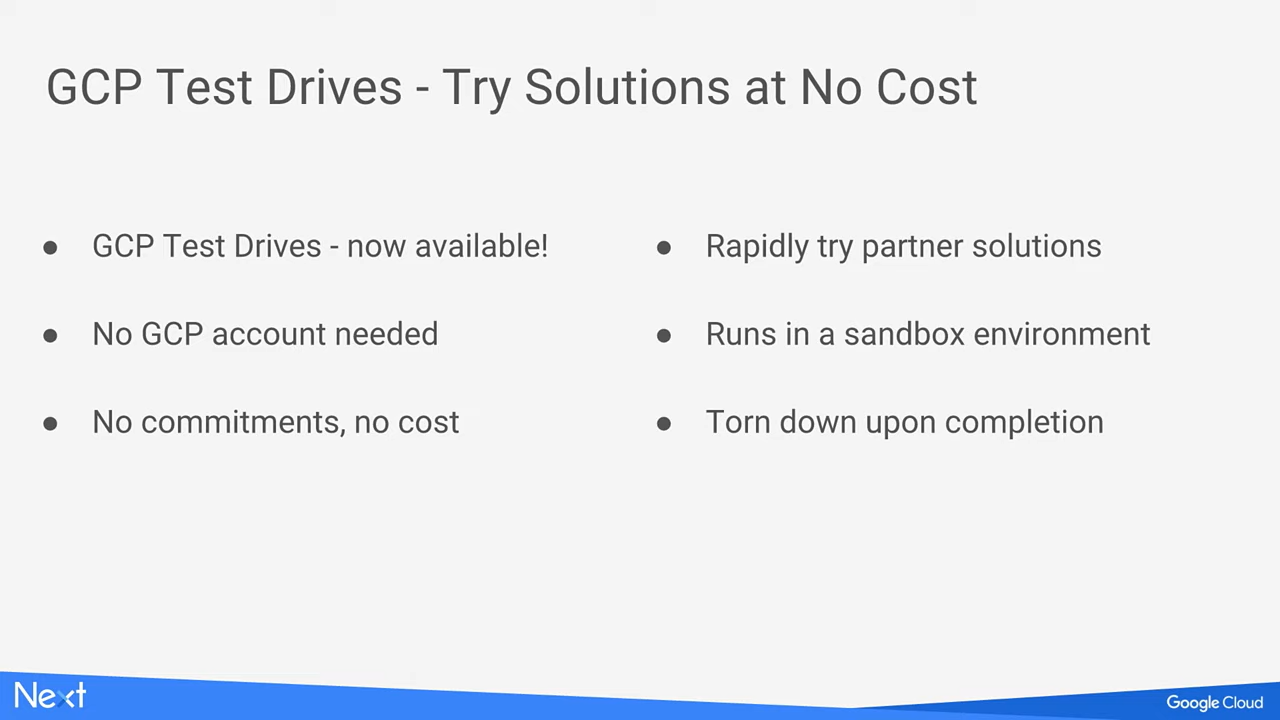 GCP Test Drives - Try Solutions at No Cost
● GCP Test Drives - now available!
● No GCP account needed
● No commitments, no cost
● Rapidly try partner solutions
● Runs in a sandbox environment
● Torn down upon completion
Next
Google Cloud